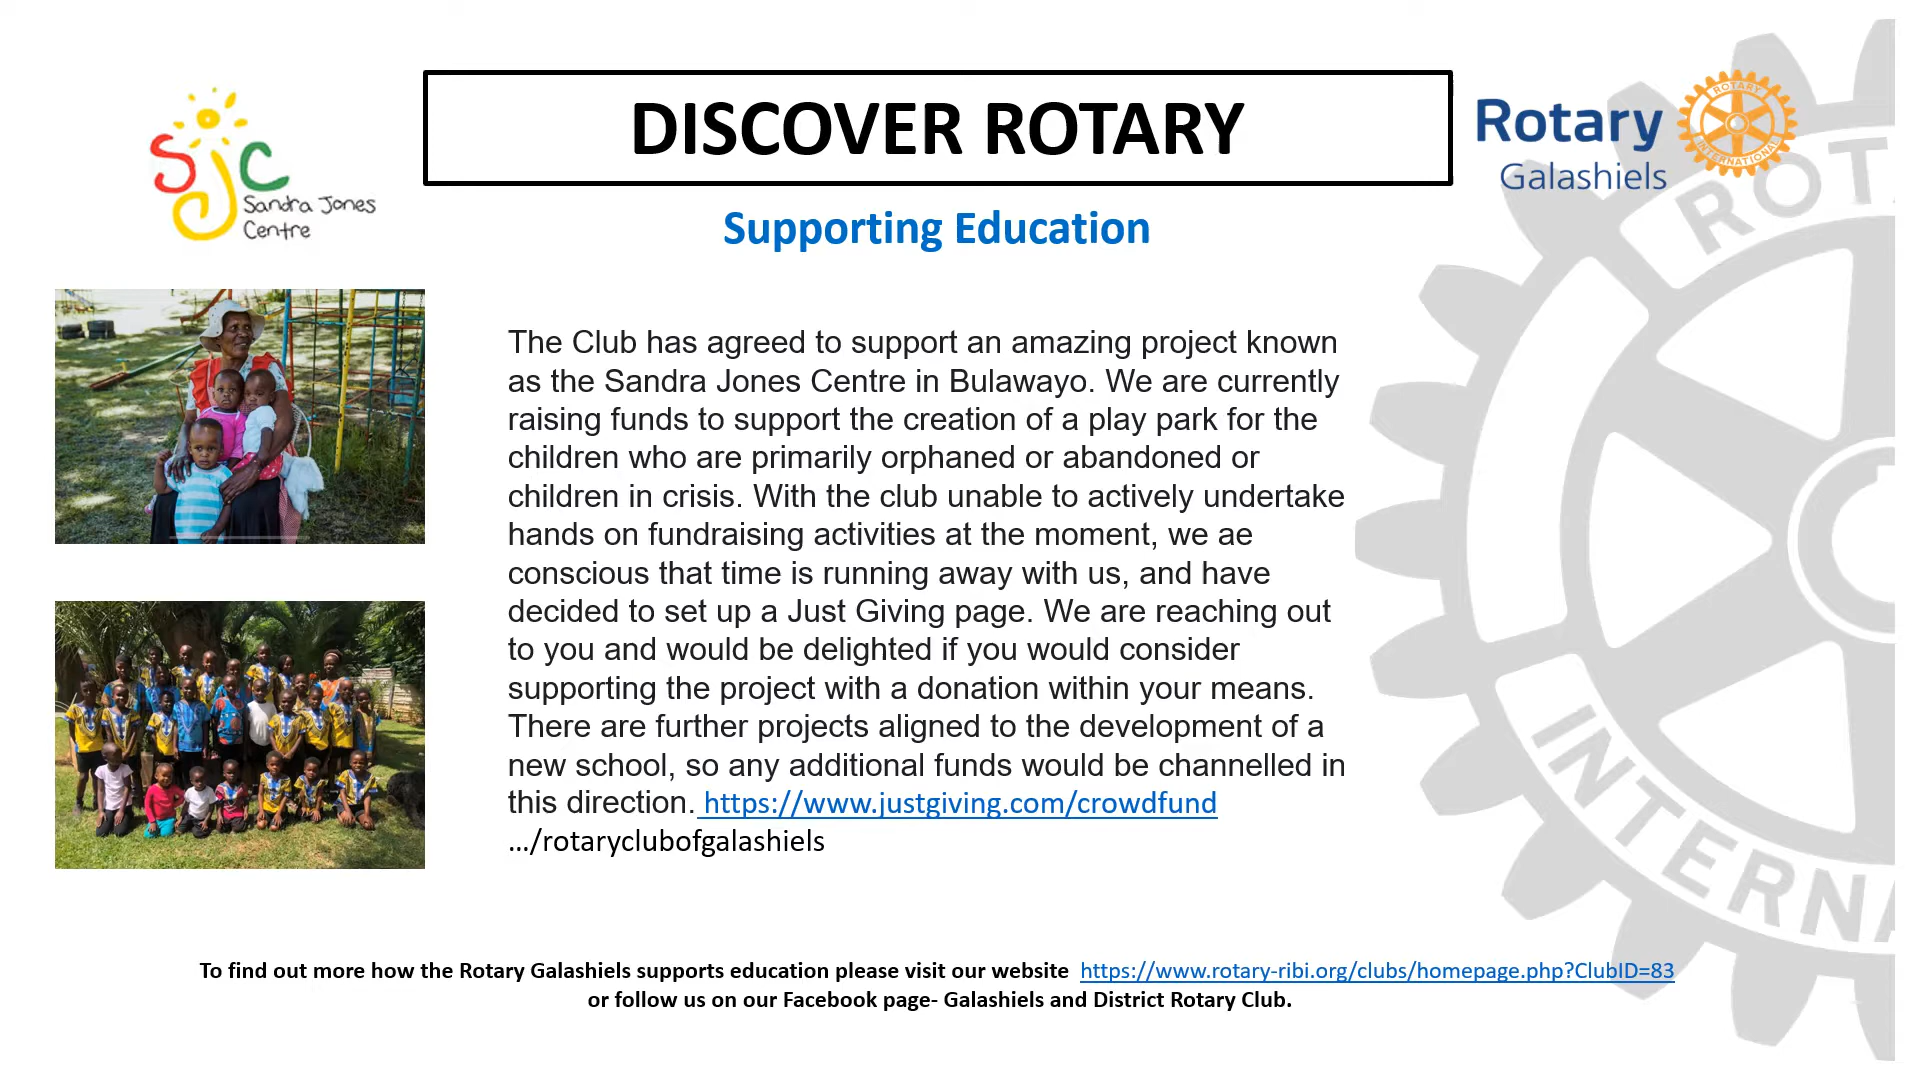 SJC
Sandra Jones
Centre
DISCOVER ROTARY
Rotary
Galashiels
ROTARY
INTERNATIONAL
Supporting Education
The Club has agreed to support an amazing project known
as the Sandra Jones Centre in Bulawayo. We are currently
raising funds to support the creation of a play park for the
children who are primarily orphaned or abandoned or
children in crisis. With the club unable to actively undertake
hands on fundraising activities at the moment, we ae
conscious that time is running away with us, and have
decided to set up a Just Giving page. We are reaching out
to you and would be delighted if you would consider
supporting the project with a donation within your means.
There are further projects aligned to the development of a
new school, so any additional funds would be channelled in
this direction. https://www.justgiving.com/crowdfund
…/rotaryclubofgalashiels
ROT
INTERNA
To find out more how the Rotary Galashiels supports education please visit our website https://www.rotary-ribi.org/clubs/homepage.php?ClubID=83
or follow us on our Facebook page- Galashiels and District Rotary Club.